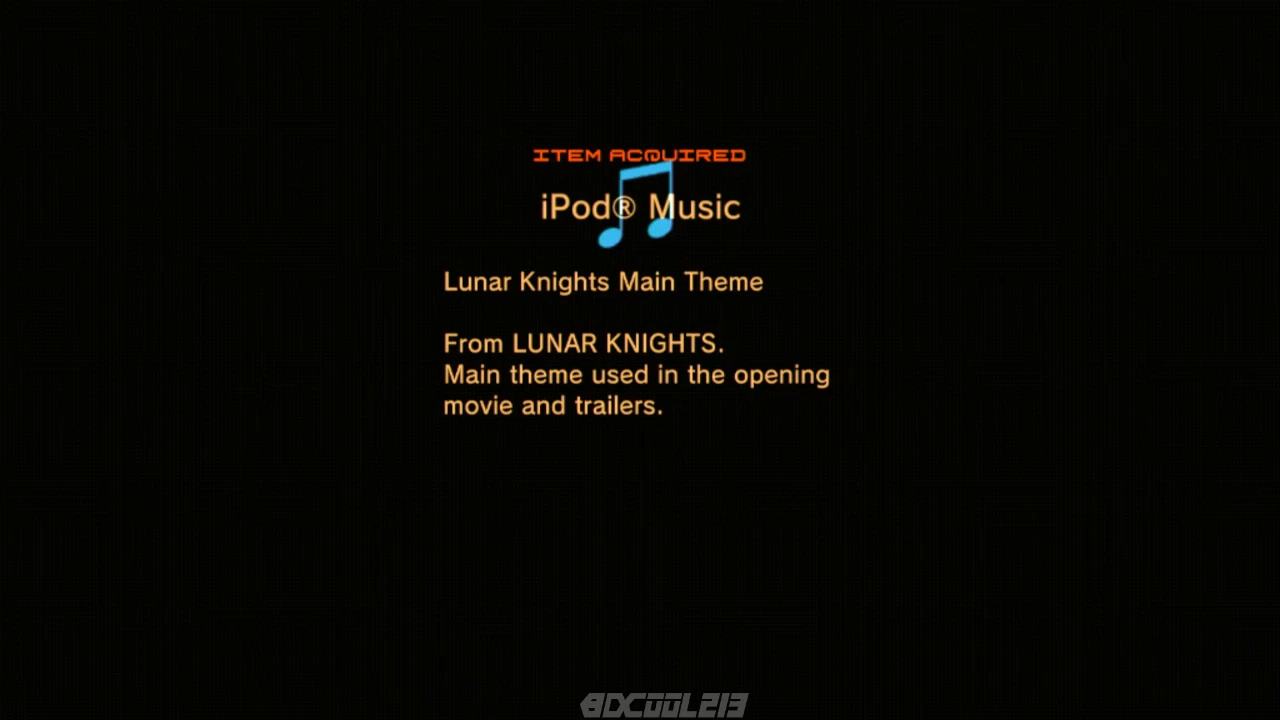 ITEM ACQUIRED
iPod® Music
Lunar Knights Main Theme
From LUNAR KNIGHTS.
Main theme used in the opening
movie and trailers.
ADCOOL213